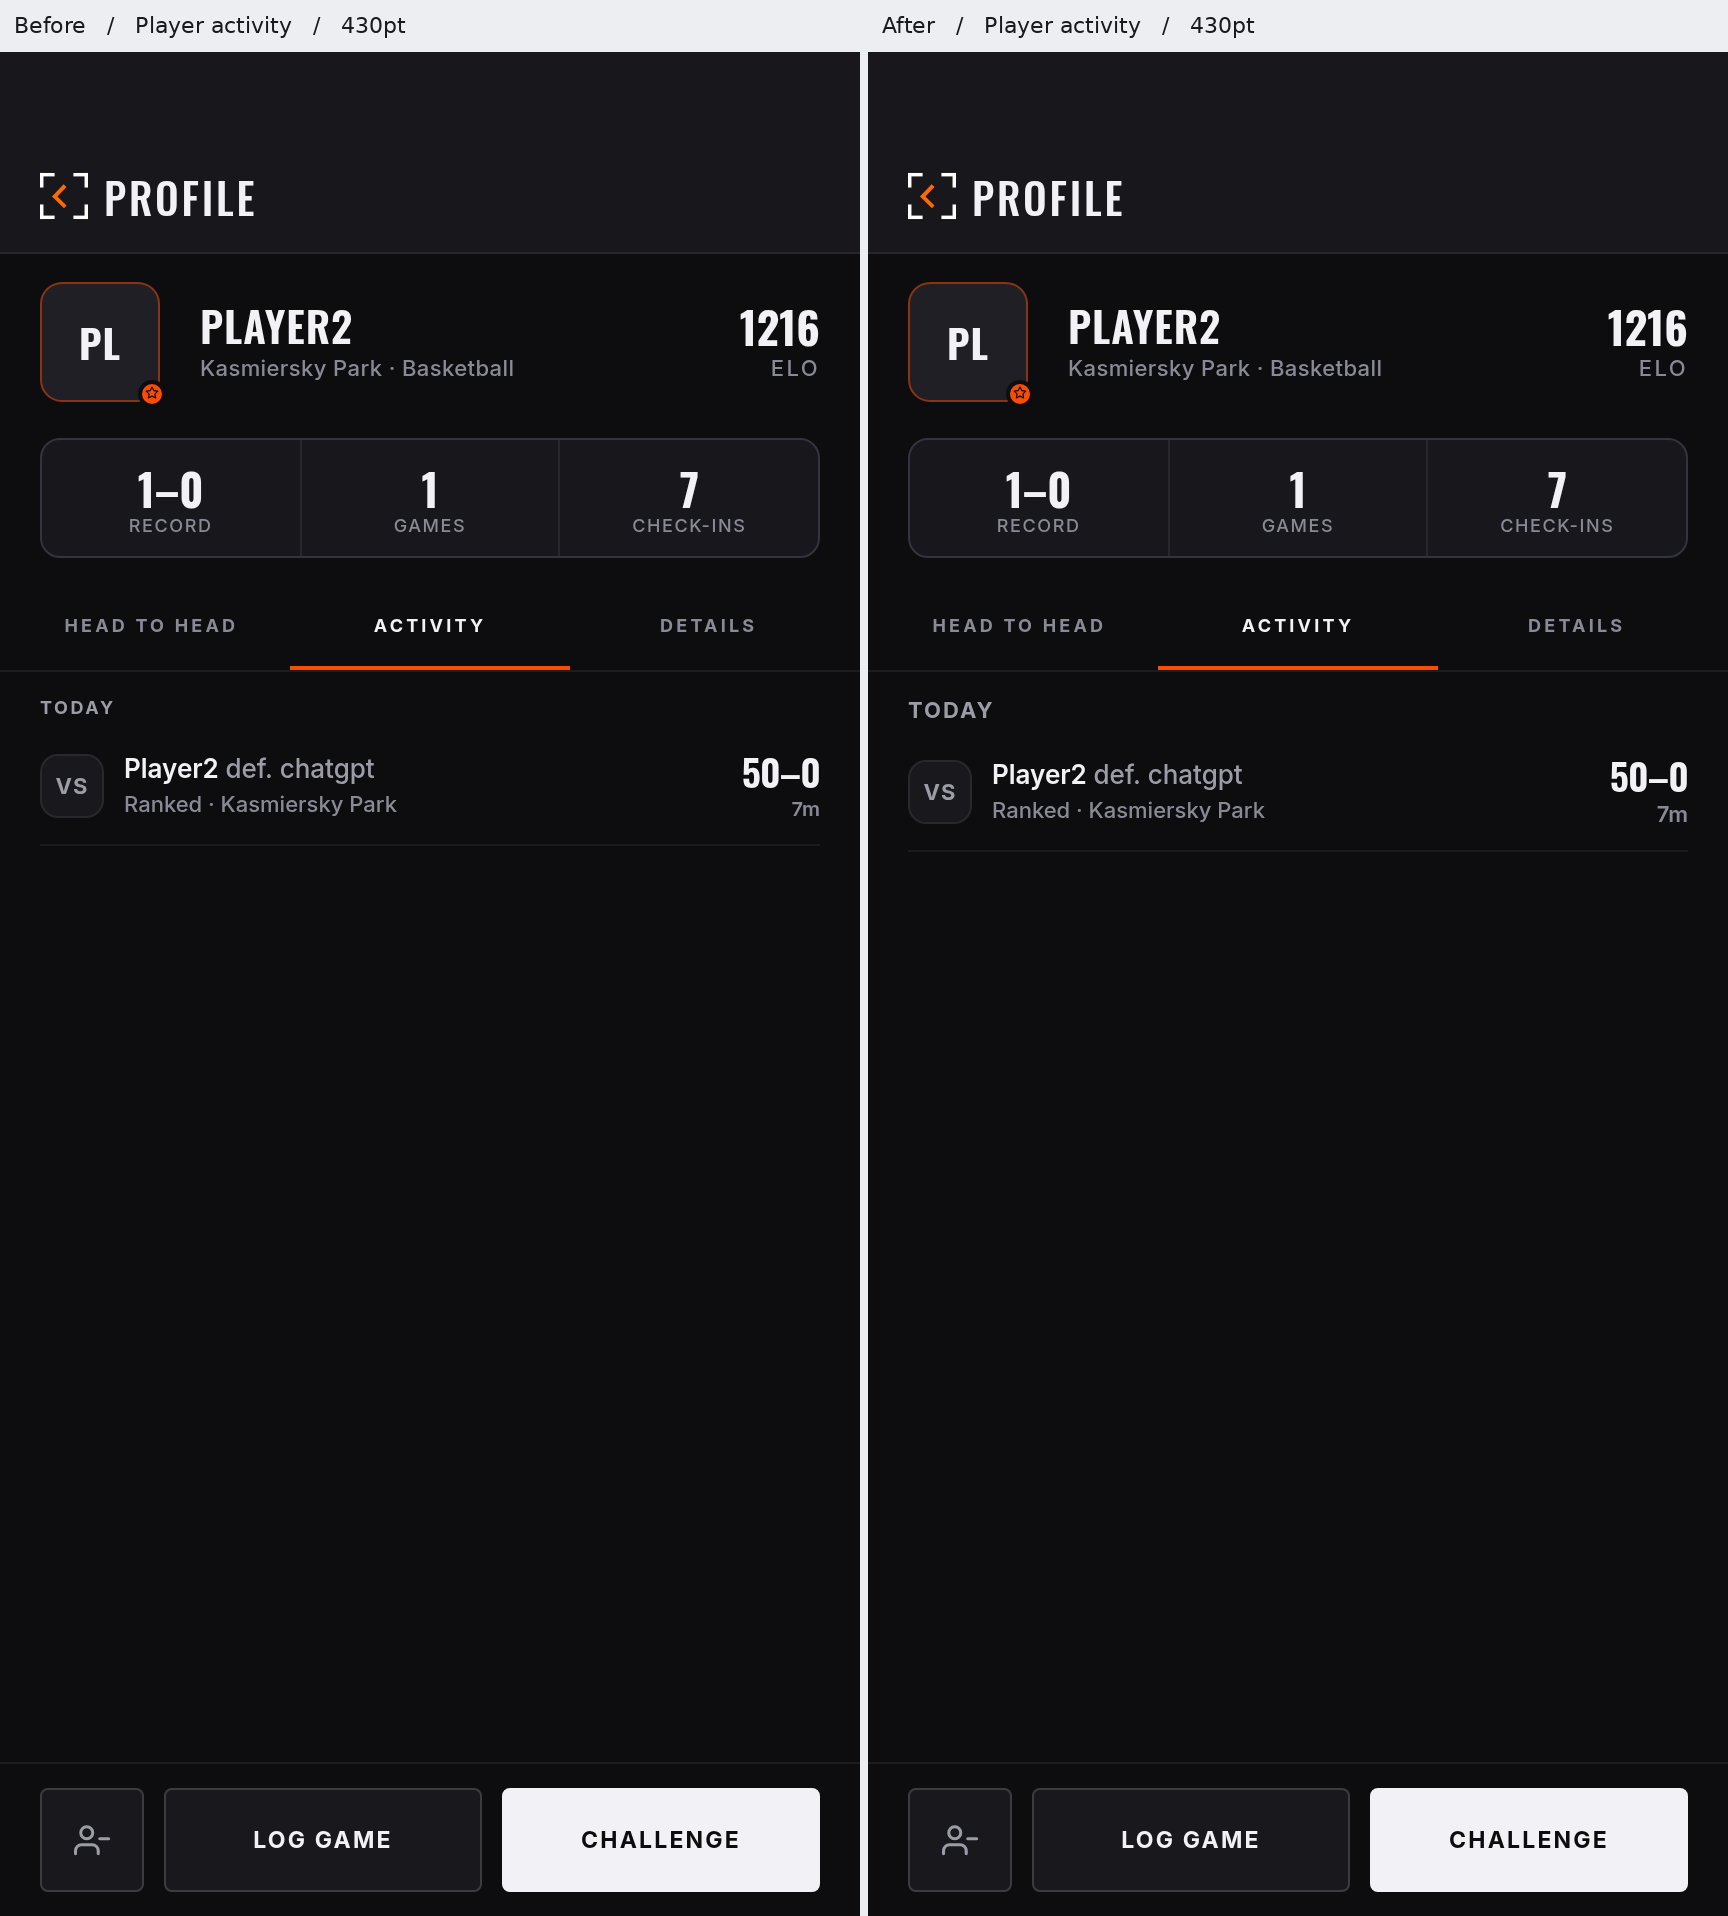 Before / Player activity / 430pt
PROFILE
PL
PLAYER2
Kasmiersky Park · Basketball
1216
ELO
1–0
RECORD
1
GAMES
7
CHECK-INS
HEAD TO HEAD
ACTIVITY
DETAILS
TODAY
VS
Player2 def. chatgpt
Ranked · Kasmiersky Park
50–0
7m
LOG GAME
CHALLENGE
After / Player activity / 430pt
PROFILE
PL
PLAYER2
Kasmiersky Park · Basketball
1216
ELO
1–0
RECORD
1
GAMES
7
CHECK-INS
HEAD TO HEAD
ACTIVITY
DETAILS
TODAY
VS
Player2 def. chatgpt
Ranked · Kasmiersky Park
50–0
7m
LOG GAME
CHALLENGE